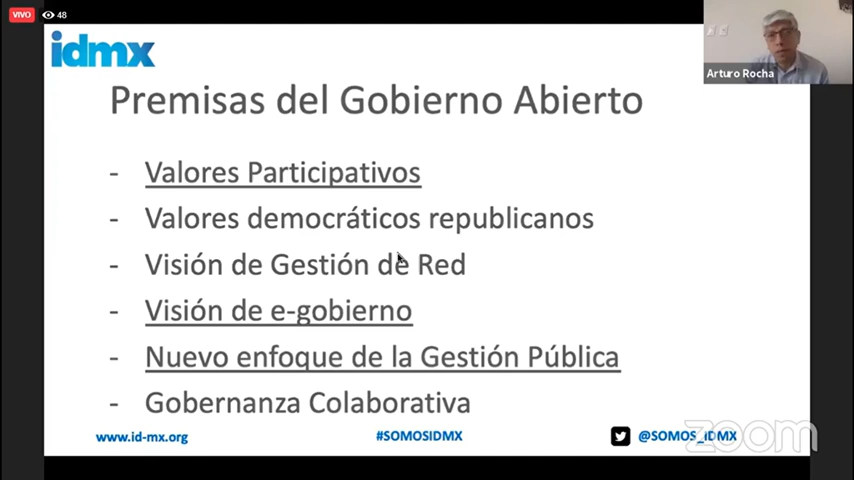 VIVO 48
idmx
Arturo Rocha
Premisas del Gobierno Abierto
- Valores Participativos
- Valores democráticos republicanos
- Visión de Gestión de Red
- Visión de e-gobierno
- Nuevo enfoque de la Gestión Pública
- Gobernanza Colaborativa
www.id-mx.org #SOMOSIDMX @SOMOS_IDMX
zoom